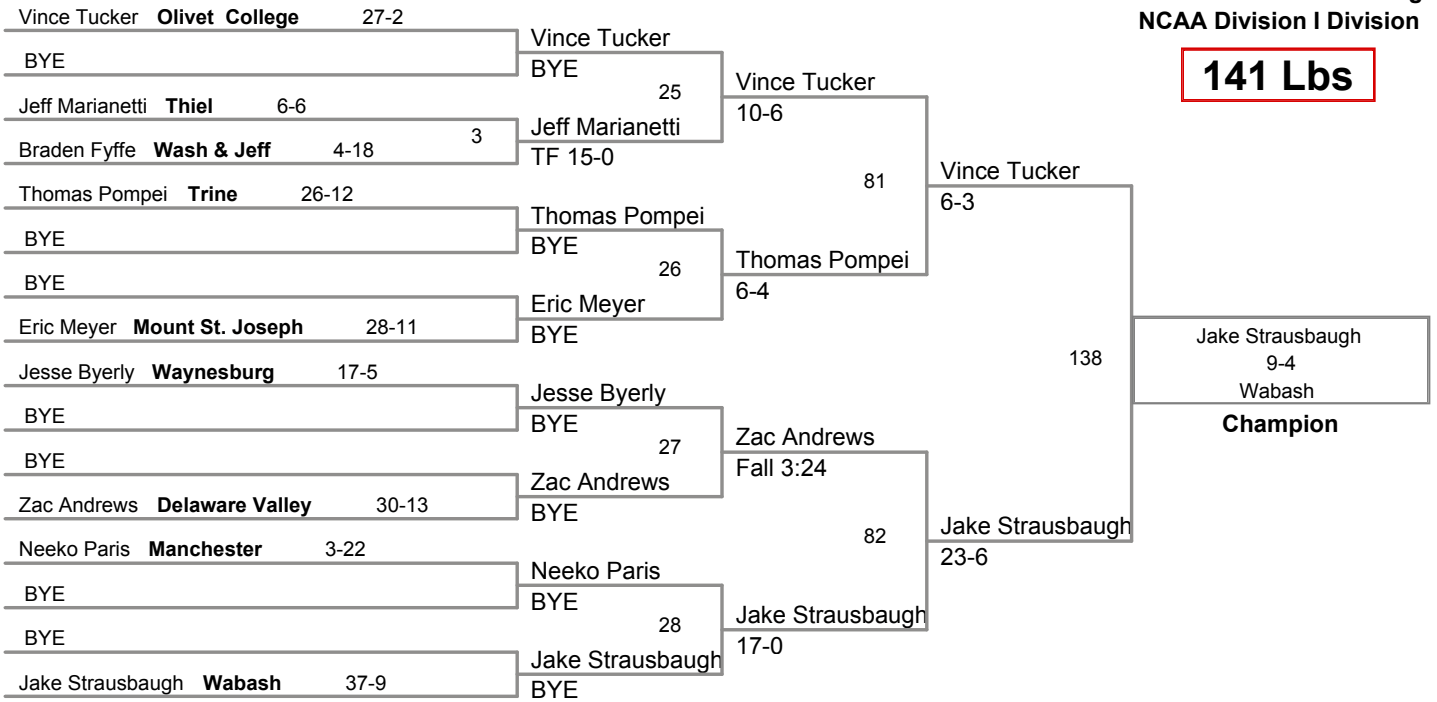 NCAA Division I Division
141 Lbs
Vince Tucker Olivet College 27-2
BYE
Jeff Marianetti Thiel 6-6
Braden Fyffe Wash & Jeff 4-18
3
Thomas Pompei Trine 26-12
BYE
BYE
Eric Meyer Mount St. Joseph 28-11
Jesse Byerly Waynesburg 17-5
BYE
BYE
Zac Andrews Delaware Valley 30-13
Neeko Paris Manchester 3-22
BYE
BYE
Jake Strausbaugh Wabash 37-9
Vince Tucker
BYE
25
Jeff Marianetti
TF 15-0
Thomas Pompei
BYE
26
Eric Meyer
BYE
Jesse Byerly
BYE
27
Zac Andrews
BYE
Neeko Paris
BYE
28
Jake Strausbaugh
BYE
Vince Tucker
10-6
81
Thomas Pompei
6-4
Zac Andrews
Fall 3:24
82
Jake Strausbaugh
17-0
Vince Tucker
6-3
138
Jake Strausbaugh
23-6
Jake Strausbaugh
9-4
Wabash
Champion